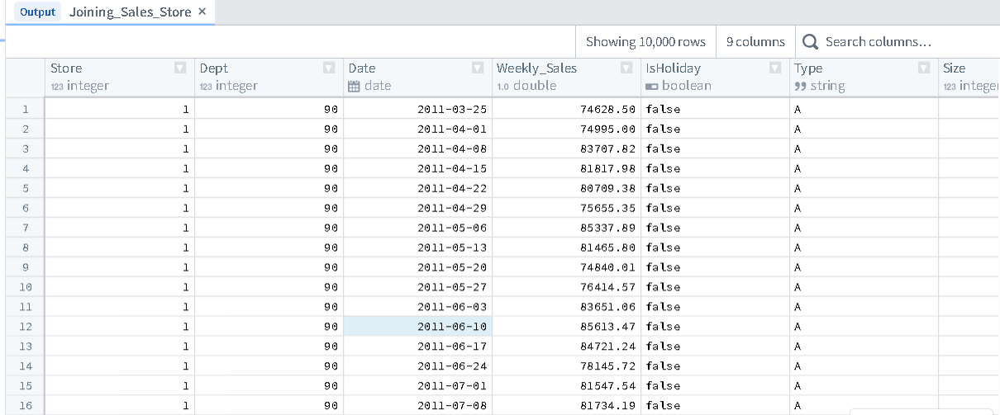 Output Joining_Sales_Store ×
Showing 10,000 rows 9 columns Search columns...
Store Dept Date Weekly_Sales IsHoliday Type Size
123 integer 123 integer date 1.0 double boolean string 123 integer
1 1 90 2011-03-25 74628.50 false A
2 1 90 2011-04-01 74995.00 false A
3 1 90 2011-04-08 83707.82 false A
4 1 90 2011-04-15 81817.98 false A
5 1 90 2011-04-22 80709.38 false A
6 1 90 2011-04-29 75655.35 false A
7 1 90 2011-05-06 85337.89 false A
8 1 90 2011-05-13 81465.80 false A
9 1 90 2011-05-20 74840.01 false A
10 1 90 2011-05-27 76414.57 false A
11 1 90 2011-06-03 83651.06 false A
12 1 90 2011-06-10 85613.47 false A
13 1 90 2011-06-17 84721.24 false A
14 1 90 2011-06-24 78145.72 false A
15 1 90 2011-07-01 81547.54 false A
16 1 90 2011-07-08 81734.19 false A